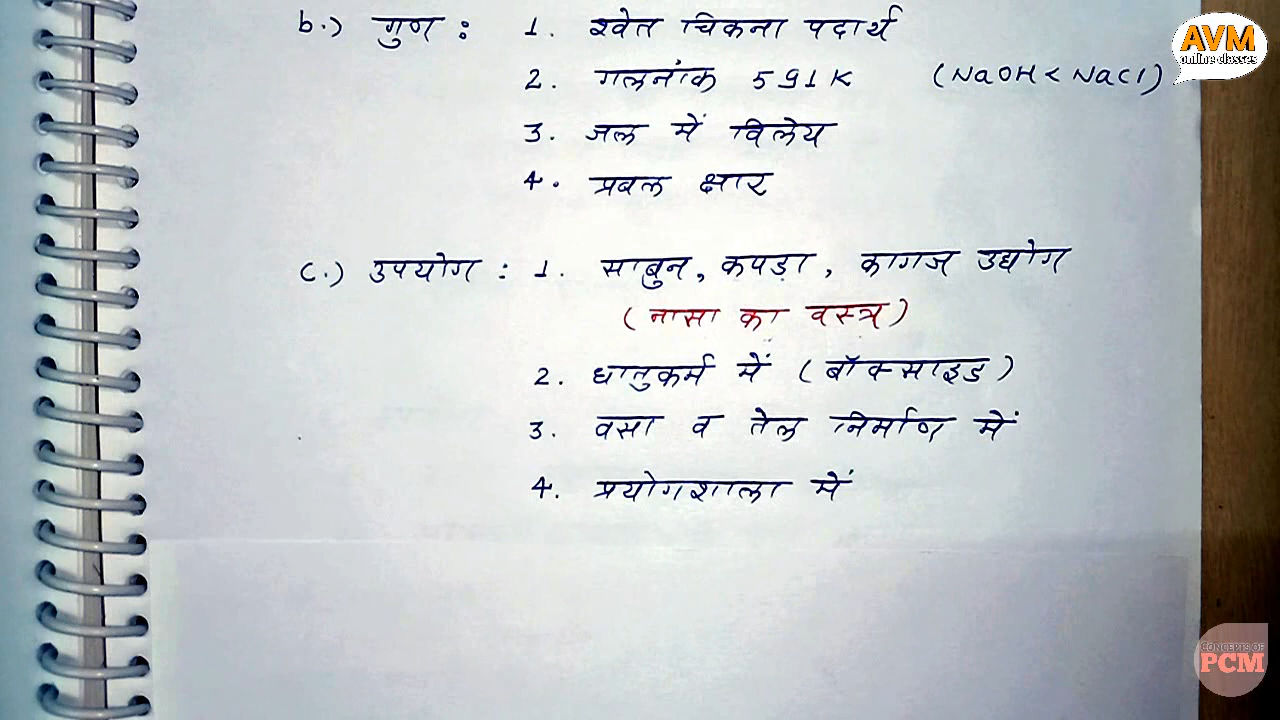 b.) गुण : 1. श्वेत चिकना पदार्थ
2. गलनांक 591K (NaOH < NaCl)
3. जल में विलेय
4. प्रबल क्षार
c.) उपयोग : 1. साबुन, कपड़ा, कागज उद्योग
(नासा का वस्त्र)
2. धातुकर्म में (बॉक्साइड)
3. वसा व तेल निर्माण में
4. प्रयोगशाला में
AVM
online classes
CONCEPTS OF
PCM